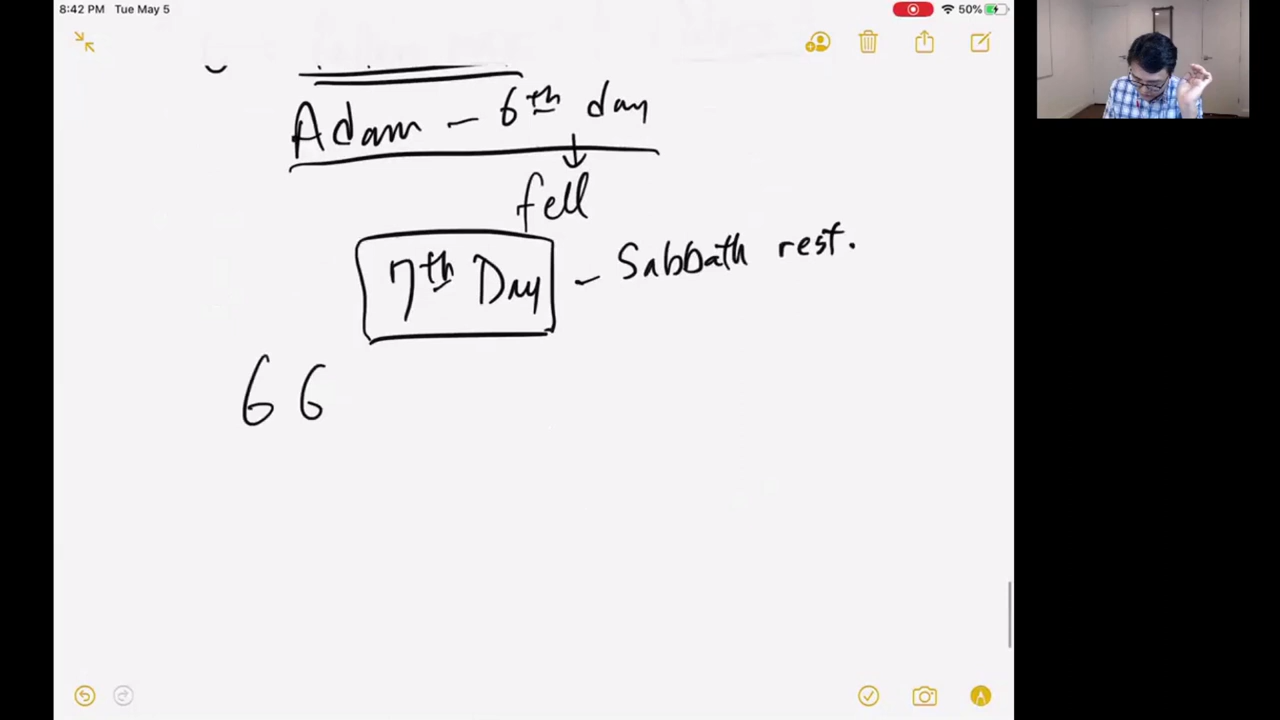 8:42 PM Tue May 5
50%
Adam - 6th day
fell
7th Day - Sabbath rest.
6 6